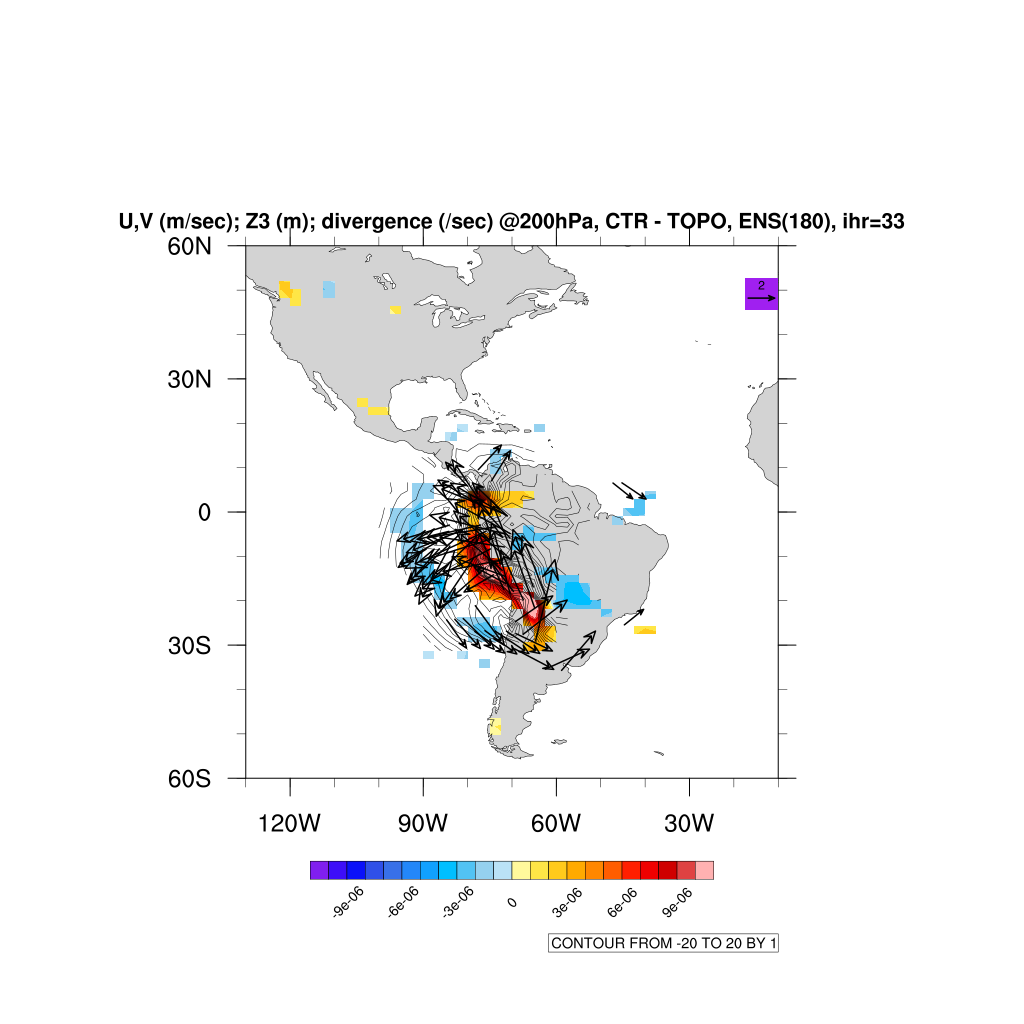 U,V (m/sec); Z3 (m); divergence (/sec) @200hPa, CTR - TOPO, ENS(180), ihr=33
60N
2
30N
0
30S
60S
120W 90W 60W 30W
-9e-06 -6e-06 -3e-06 0 3e-06 6e-06 9e-06
CONTOUR FROM -20 TO 20 BY 1